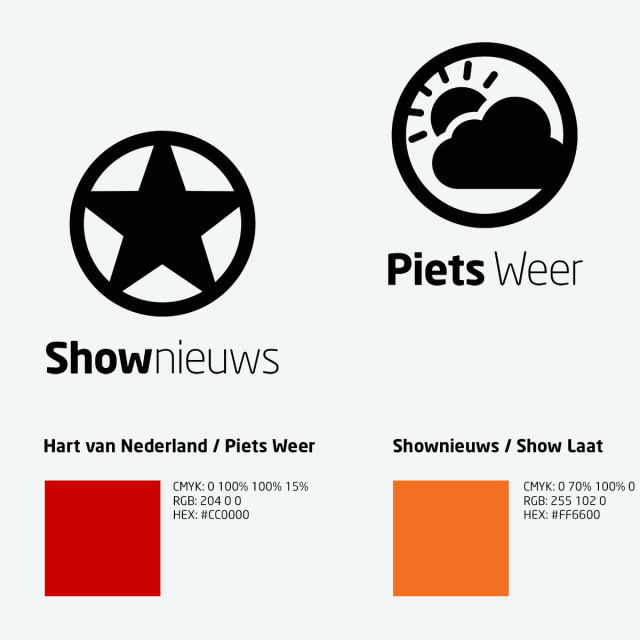 Piets Weer
Shownieuws
Hart van Nederland / Piets Weer
CMYK: 0 100% 100% 15%
RGB: 204 0 0
HEX: #CC0000
Shownieuws / Show Laat
CMYK: 0 70% 100% 0
RGB: 255 102 0
HEX: #FF6600